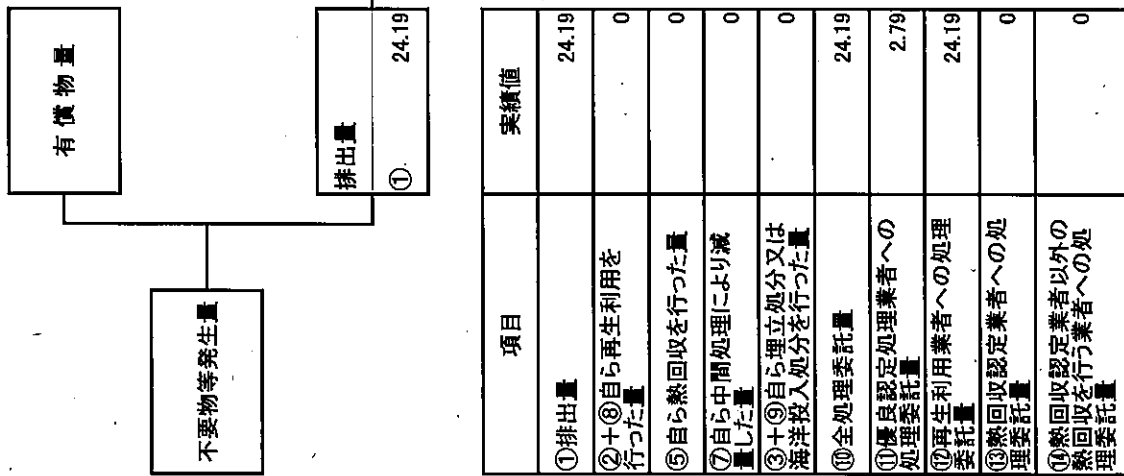 有償物量
不要物等発生量
排出量
① 24.19
項目 実績値
①排出量 24.19
②+⑧自ら再生利用を
行った量 0
⑤自ら熱回収を行った量 0
⑦自ら中間処理により減
量した量 0
③+⑨自ら埋立処分又は
海洋投入処分を行った量 0
⑩全処理委託量 24.19
⑪優良認定処理業者への
処理委託量 2.79
⑫再生利用業者への処理
委託量 24.19
⑬熱回収認定業者への処
理委託量 0
⑭熱回収認定業者以外の
熱回収を行う業者への処
理委託量 0